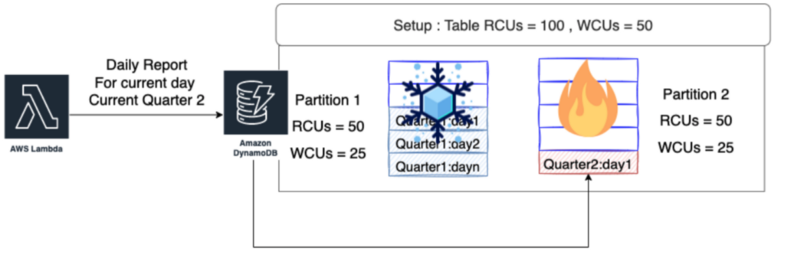 Setup : Table RCUs = 100 , WCUs = 50
Daily Report
For current day
Current Quarter 2
AWS Lambda
Amazon
DynamoDB
Partition 1
RCUs = 50
WCUs = 25
Quarter1:day1
Quarter1:day2
Quarter1:dayn
Quarter2:day1
Partition 2
RCUs = 50
WCUs = 25